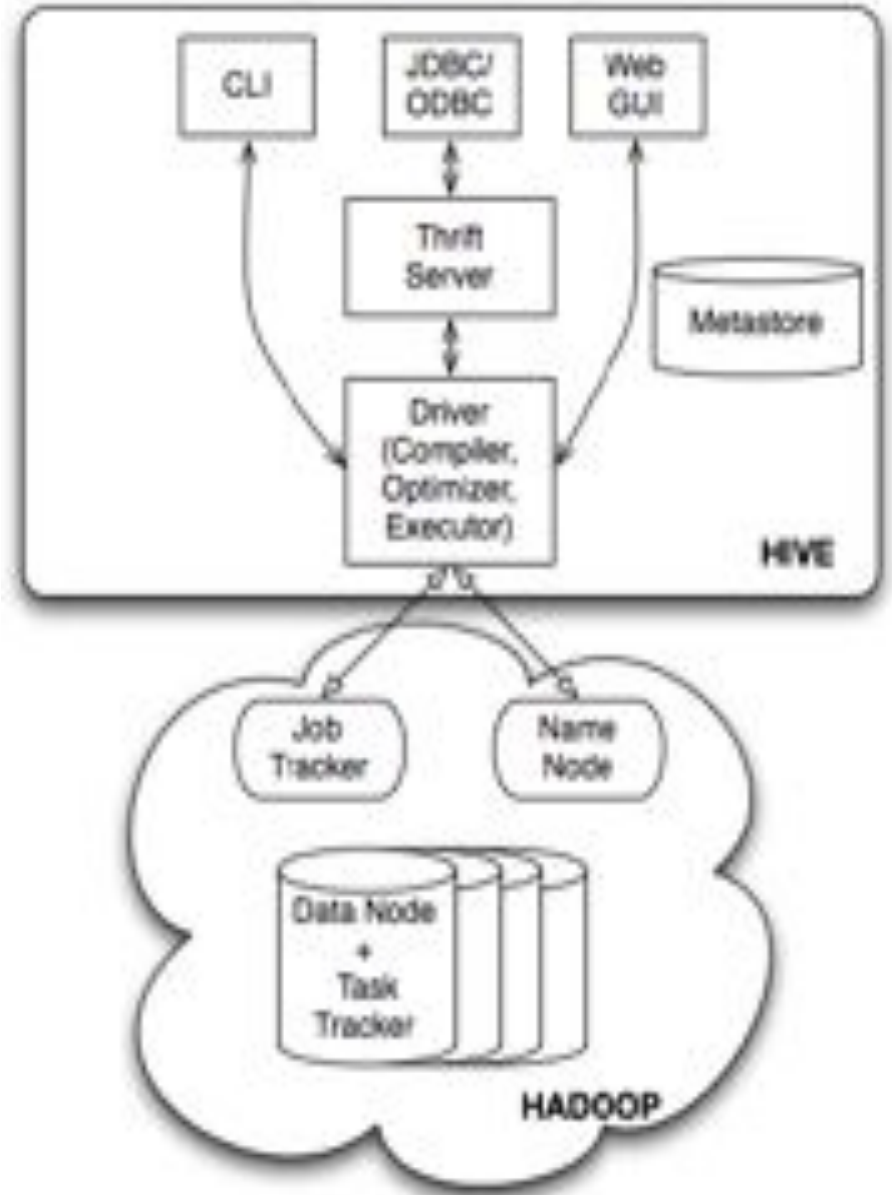 CLI
JDBC/
ODBC
Web
GUI
Thrift
Server
Metastore
Driver
(Compiler,
Optimizer,
Executor)
HIVE
Job
Tracker
Name
Node
Data Node
+
Task
Tracker
HADOOP